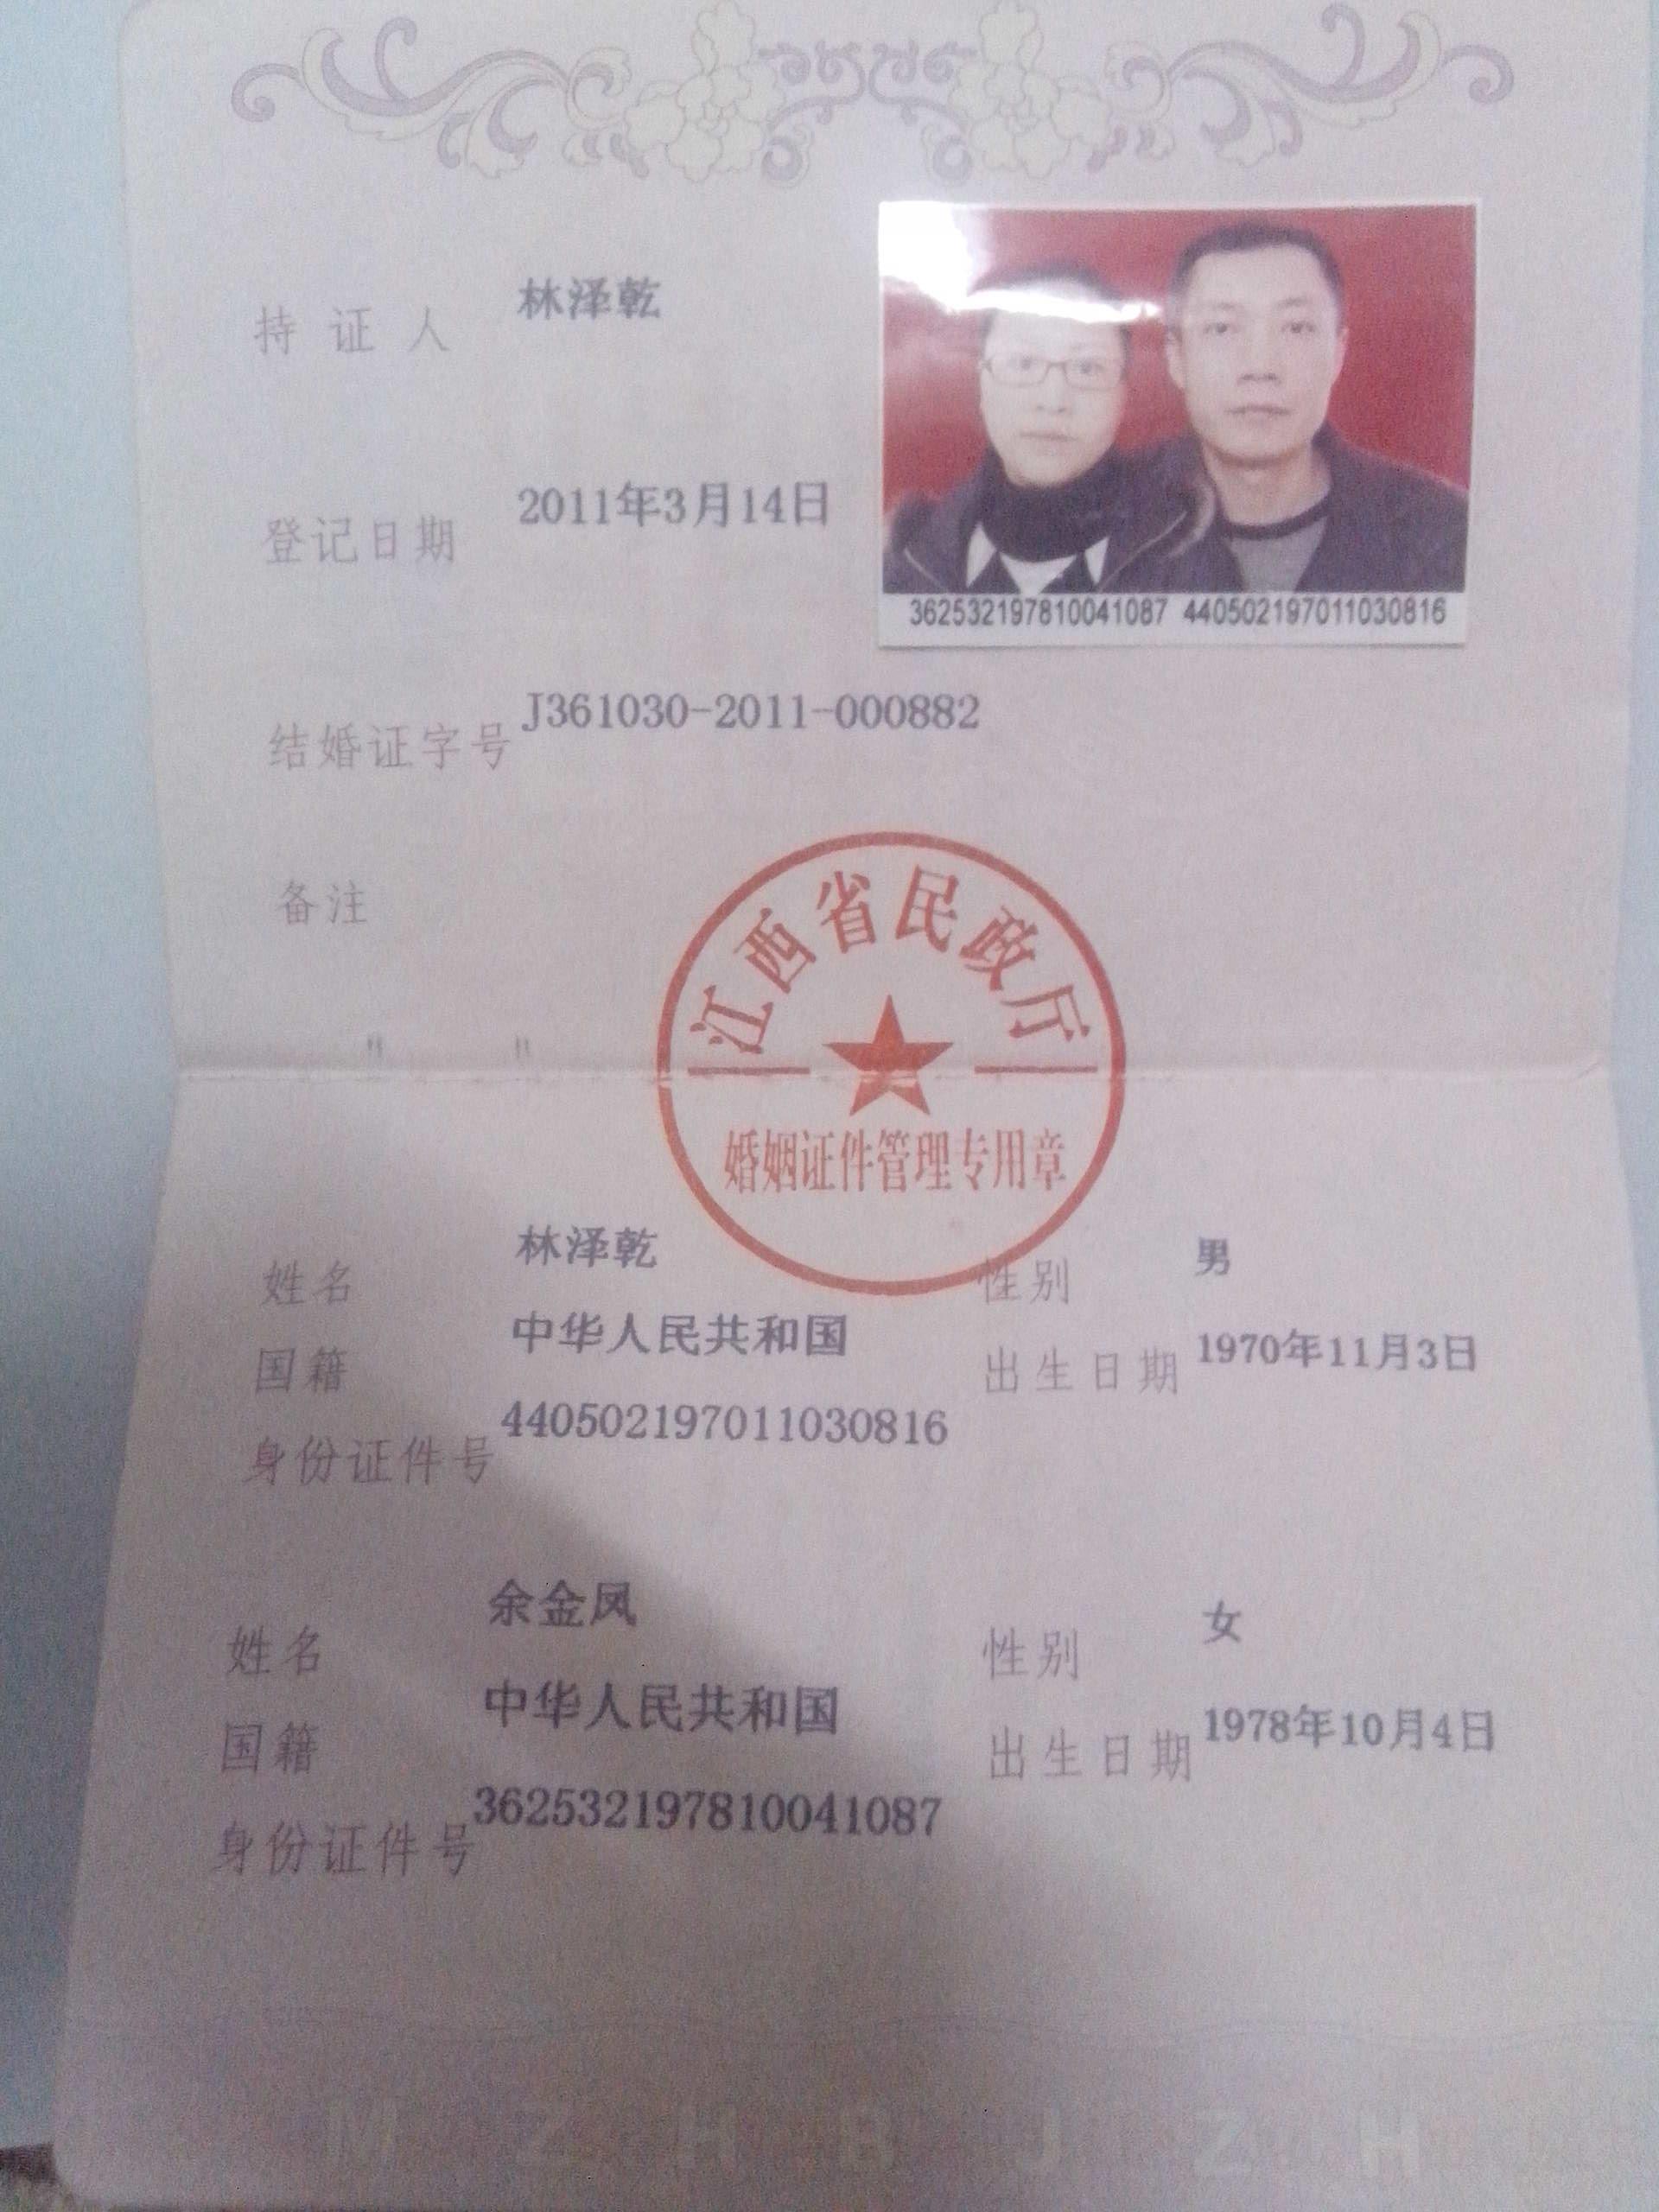 持证人 林泽乾
登记日期 2011年3月14日
362532197810041087 440502197011030816
结婚证字号 J361030-2011-000882
备注
江西省民政厅
婚姻证件管理专用章
姓名 林泽乾 性别 男
国籍 中华人民共和国 出生日期 1970年11月3日
身份证件号 440502197011030816
姓名 余金凤 性别 女
国籍 中华人民共和国 出生日期 1978年10月4日
身份证件号 362532197810041087
M Z H B J Z H